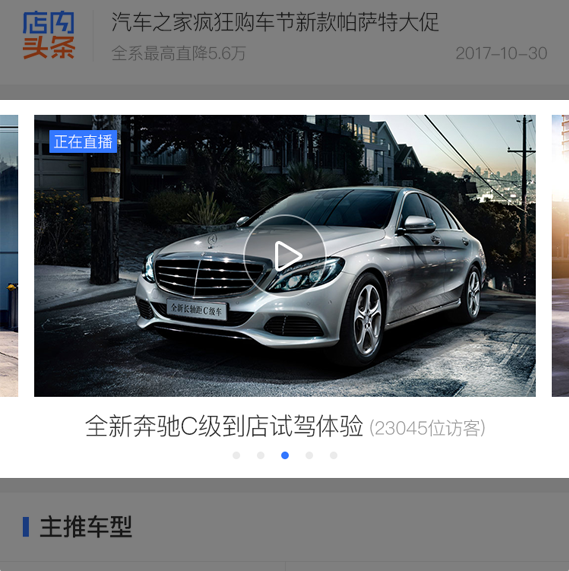 店内
头条
汽车之家疯狂购车节新款帕萨特大促
全系最高直降5.6万
2017-10-30
正在直播
全新长轴距C级车
全新奔驰C级到店试驾体验 (23045位访客)
主推车型